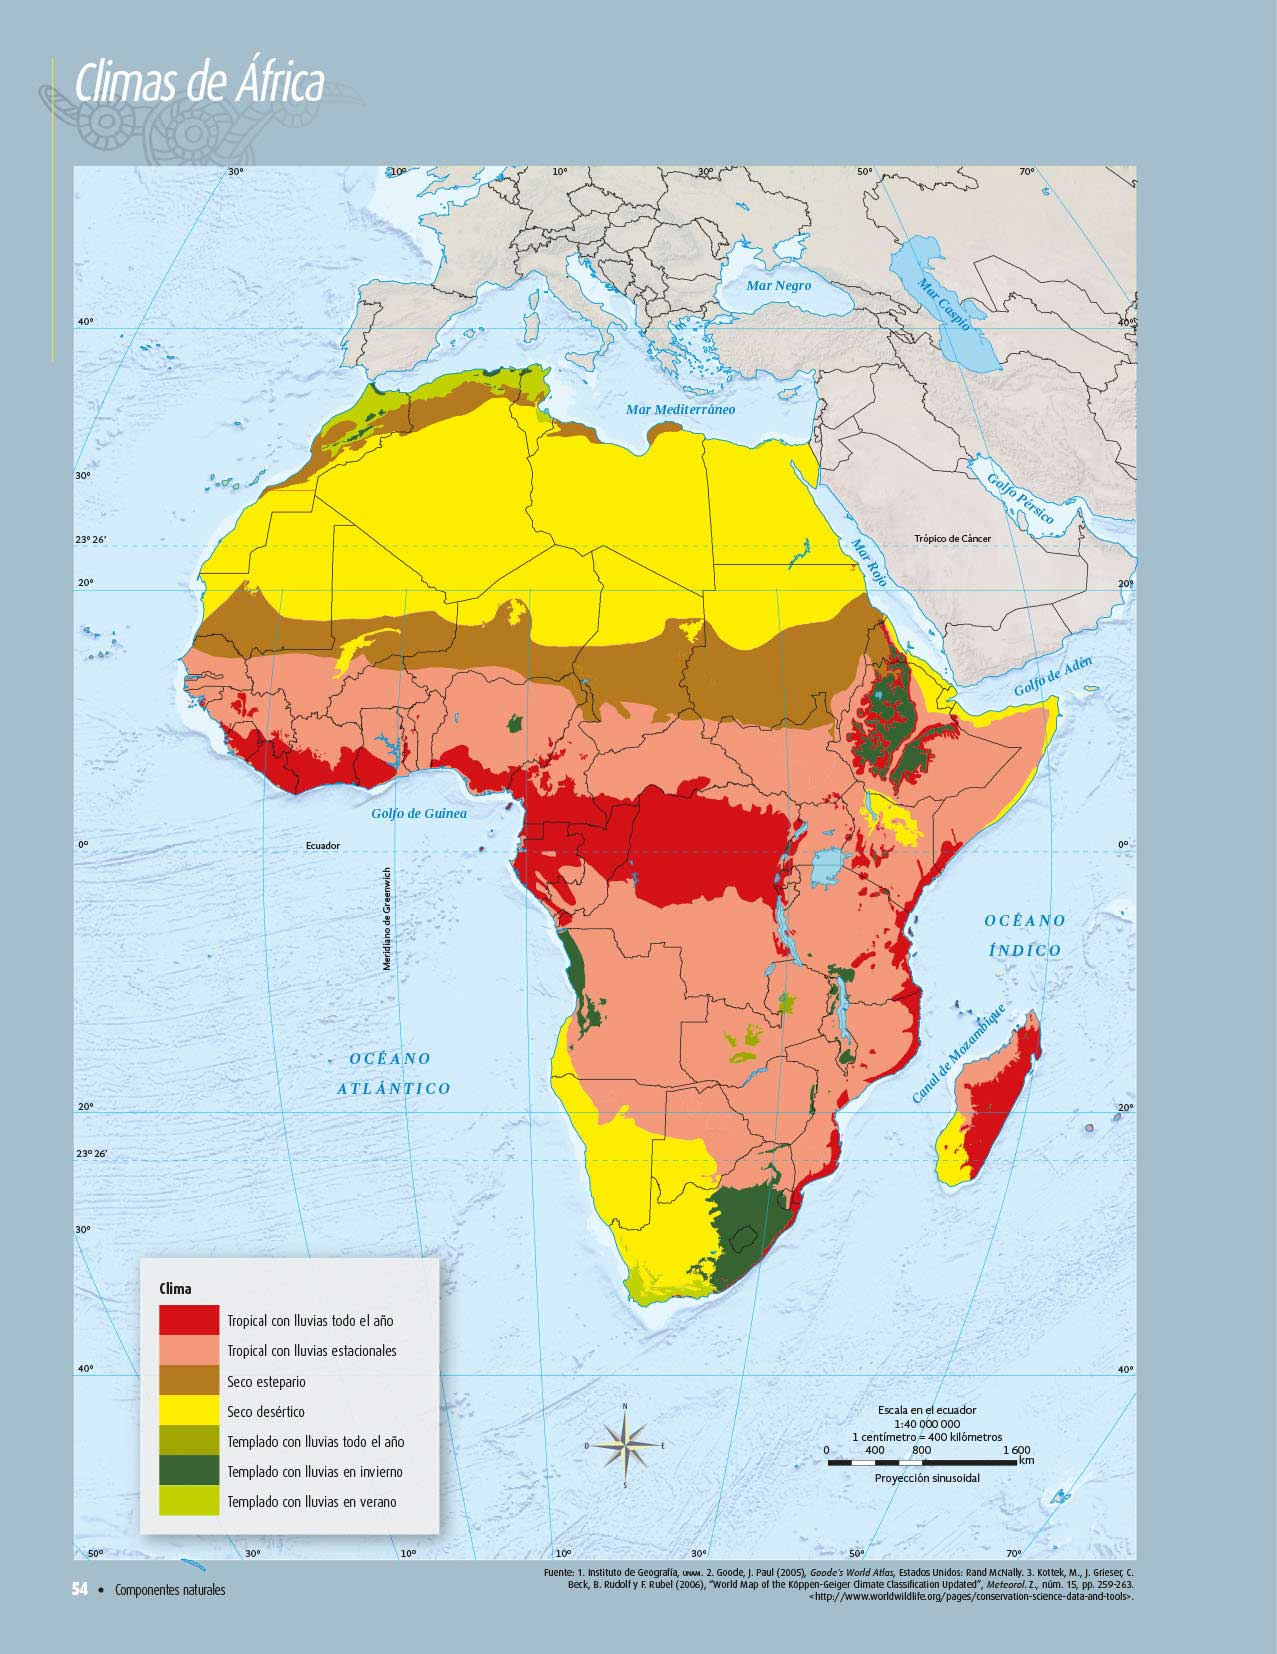 Climas de África
30°
10°
10°
30°
50°
70°
Mar Negro
Mar Caspio
40°
40°
Mar Mediterráneo
30°
Golfo Pérsico
23° 26'
Trópico de Cáncer
Mar Rojo
20°
20°
Golfo de Adén
Golfo de Guinea
0°
Ecuador
0°
Meridiano de Greenwich
OCÉANO
ÍNDICO
OCÉANO
ATLÁNTICO
Canal de Mozambique
20°
20°
23° 26'
30°
Clima
Tropical con lluvias todo el año
Tropical con lluvias estacionales
Seco estepario
Seco desértico
Templado con lluvias todo el año
Templado con lluvias en invierno
Templado con lluvias en verano
40°
40°
N
O
E
S
Escala en el ecuador
1:40 000 000
1 centímetro = 400 kilómetros
0 400 800 1 600
km
Proyección sinusoidal
50°
30°
10°
10°
30°
50°
70°
54 • Componentes naturales
Fuente: 1. Instituto de Geografía, UNAM. 2. Goode, J. Paul (2005), Goode's World Atlas, Estados Unidos: Rand McNally. 3. Kottek, M., J. Grieser, C.
Beck, B. Rudolf y F. Rubel (2006), "World Map of the Köppen-Geiger Climate Classification Updated", Meteorol. Z., núm. 15, pp. 259-263.
<http://www.worldwildlife.org/pages/conservation-science-data-and-tools>.